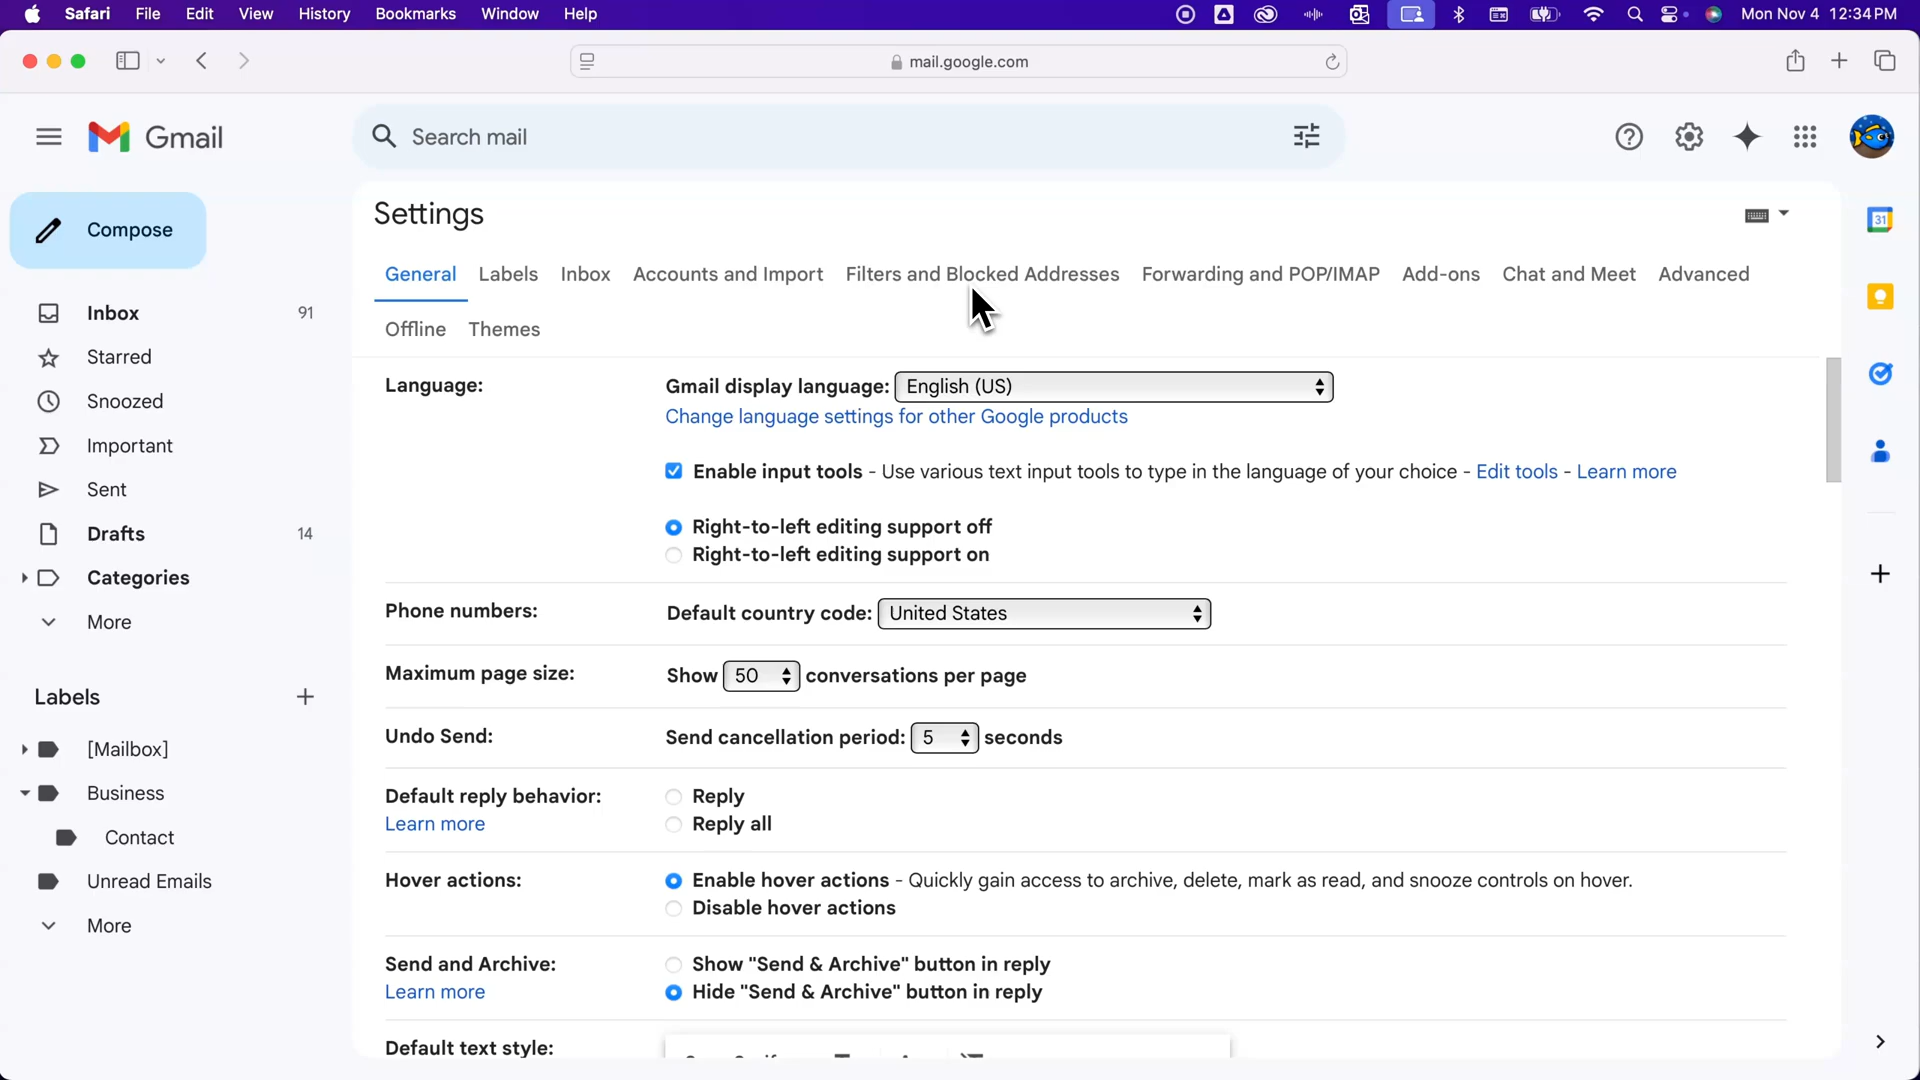 Safari File Edit View History Bookmarks Window Help Mon Nov 4 12:34 PM
mail.google.com
Gmail
Search mail
31
Compose
Inbox 91
Starred
Snoozed
Important
Sent
Drafts 14
Categories
More
Labels
[Mailbox]
Business
Contact
Unread Emails
More
Settings
General Labels Inbox Accounts and Import Filters and Blocked Addresses Forwarding and POP/IMAP Add-ons Chat and Meet Advanced
Offline Themes
Language: Gmail display language: English (US)
Change language settings for other Google products
Enable input tools - Use various text input tools to type in the language of your choice - Edit tools - Learn more
Right-to-left editing support off
Right-to-left editing support on
Phone numbers: Default country code: United States
Maximum page size: Show 50 conversations per page
Undo Send: Send cancellation period: 5 seconds
Default reply behavior: Reply
Learn more Reply all
Hover actions: Enable hover actions - Quickly gain access to archive, delete, mark as read, and snooze controls on hover.
Disable hover actions
Send and Archive: Show "Send & Archive" button in reply
Learn more Hide "Send & Archive" button in reply
Default text style: